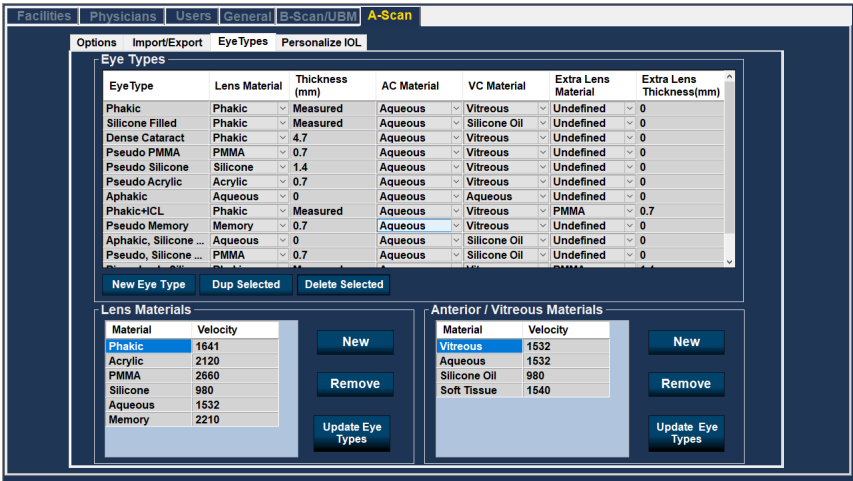 Facilities Physicians Users General B-Scan/UBM A-Scan
Options Import/Export Eye Types Personalize IOL
Eye Types
Eye Type Lens Material Thickness (mm) AC Material VC Material Extra Lens Material Extra Lens Thickness(mm)
Phakic Phakic Measured Aqueous Vitreous Undefined 0
Silicone Filled Phakic Measured Aqueous Silicone Oil Undefined 0
Dense Cataract Phakic 4.7 Aqueous Vitreous Undefined 0
Pseudo PMMA PMMA 0.7 Aqueous Vitreous Undefined 0
Pseudo Silicone Silicone 1.4 Aqueous Vitreous Undefined 0
Pseudo Acrylic Acrylic 0.7 Aqueous Vitreous Undefined 0
Aphakic Aqueous 0 Aqueous Aqueous Undefined 0
Phakic+ICL Phakic Measured Aqueous Vitreous PMMA 0.7
Pseudo Memory Memory 0.7 Aqueous Vitreous Undefined 0
Aphakic, Silicone ... Aqueous 0 Aqueous Silicone Oil Undefined 0
Pseudo, Silicone ... PMMA 0.7 Aqueous Silicone Oil Undefined 0
New Eye Type Dup Selected Delete Selected
Lens Materials
Material Velocity
Phakic 1641
Acrylic 2120
PMMA 2660
Silicone 980
Aqueous 1532
Memory 2210
New
Remove
Update Eye Types
Anterior / Vitreous Materials
Material Velocity
Vitreous 1532
Aqueous 1532
Silicone Oil 980
Soft Tissue 1540
New
Remove
Update Eye Types